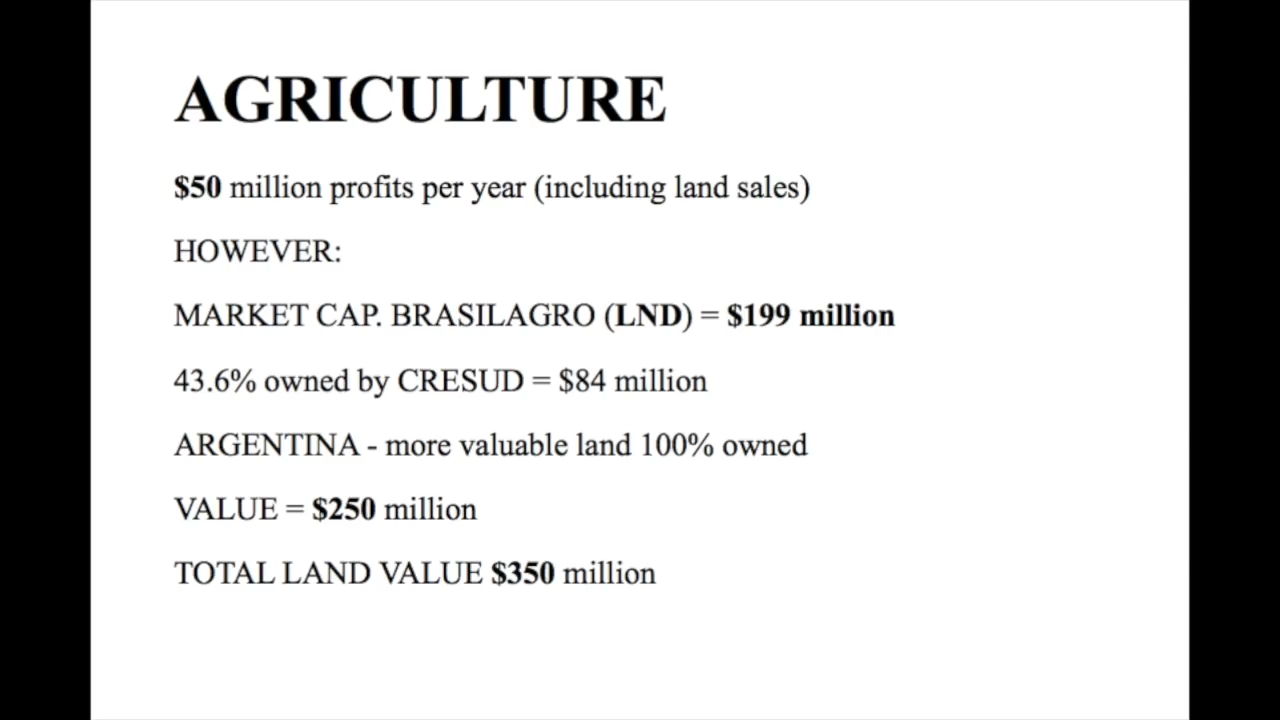 AGRICULTURE
$50 million profits per year (including land sales)
HOWEVER:
MARKET CAP. BRASILAGRO (LND) = $199 million
43.6% owned by CRESUD = $84 million
ARGENTINA - more valuable land 100% owned
VALUE = $250 million
TOTAL LAND VALUE $350 million